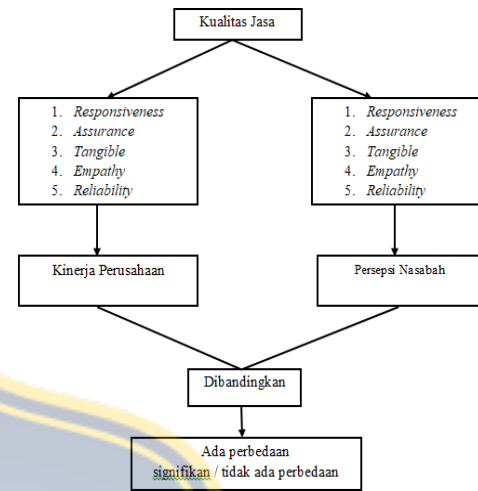 Kualitas Jasa
1. Responsiveness
2. Assurance
3. Tangible
4. Empathy
5. Reliability
1. Responsiveness
2. Assurance
3. Tangible
4. Empathy
5. Reliability
Kinerja Perusahaan
Persepsi Nasabah
Dibandingkan
Ada perbedaan
signifikan / tidak ada perbedaan